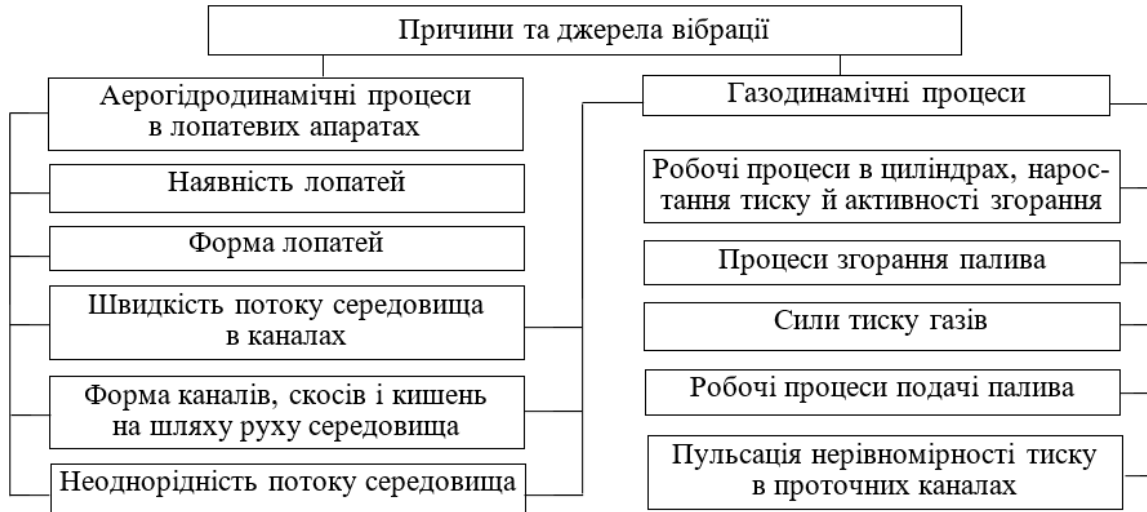 Причини та джерела вібрації
Аерогідродинамічні процеси
в лопатевих апаратах
Наявність лопатей
Форма лопатей
Швидкість потоку середовища
в каналах
Форма каналів, скосів і кишень
на шляху руху середовища
Неоднорідність потоку середовища
Газодинамічні процеси
Робочі процеси в циліндрах, нарос-
тання тиску й активності згорання
Процеси згорання палива
Сили тиску газів
Робочі процеси подачі палива
Пульсація нерівномірності тиску
в проточних каналах